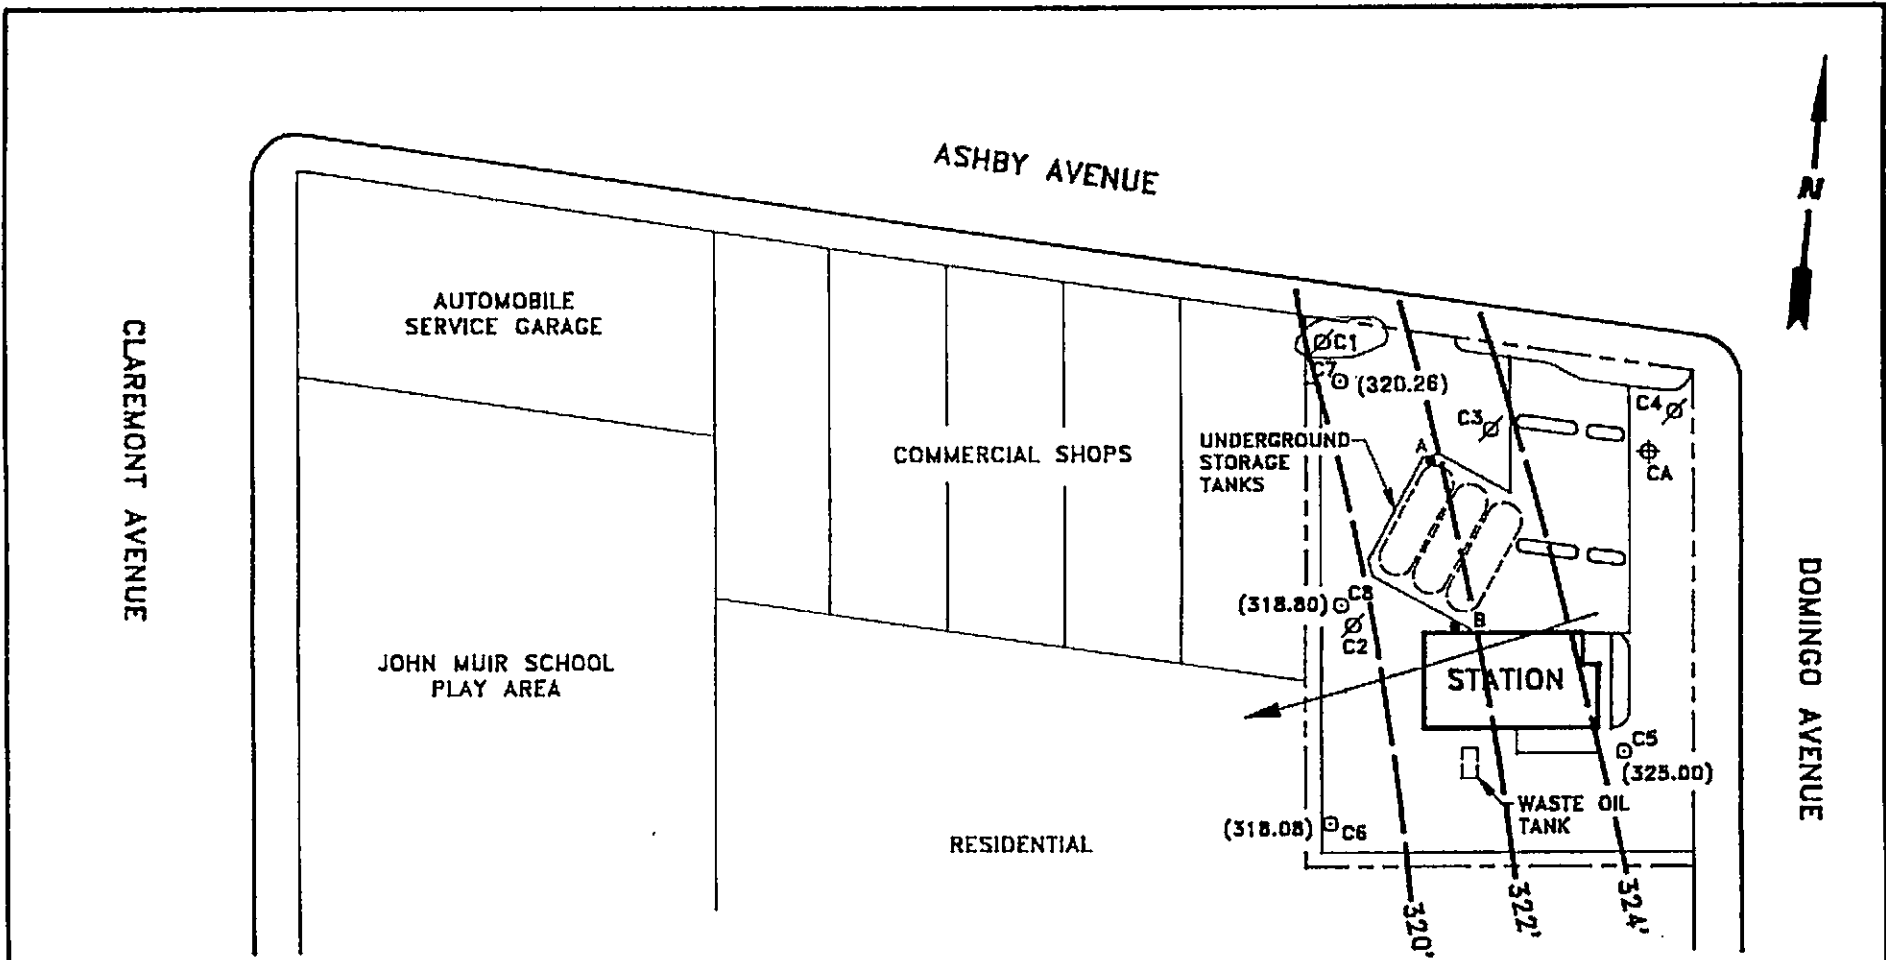 ASHBY AVENUE
N
AUTOMOBILE
SERVICE GARAGE
CLAREMONT AVENUE
C1
C7
(320.26)
C4
C3
CA
COMMERCIAL SHOPS
UNDERGROUND
STORAGE
TANKS
A
(318.80)
C8
C2
B
JOHN MUIR SCHOOL
PLAY AREA
STATION
DOMINGO AVENUE
C5
(325.00)
WASTE OIL
TANK
(318.08)
C6
RESIDENTIAL
320'
322'
324'